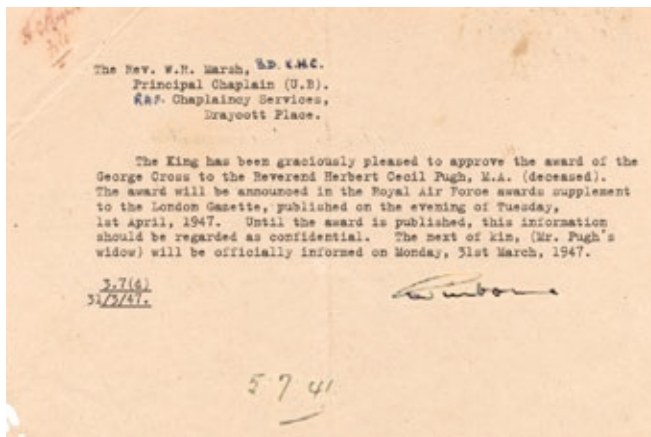 The Rev. W.R. Marsh, B.D. K.H.C.
Principal Chaplain (U.B).
R.A.F. Chaplaincy Services,
Draycott Place.
The King has been graciously pleased to approve the award of the
George Cross to the Reverend Herbert Cecil Pugh, M.A. (deceased).
The award will be announced in the Royal Air Force awards supplement
to the London Gazette, published on the evening of Tuesday,
1st April, 1947. Until the award is published, this information
should be regarded as confidential. The next of kin, (Mr. Pugh's
widow) will be officially informed on Monday, 31st March, 1947.
S.7(d)
31/3/47.
5 7 41